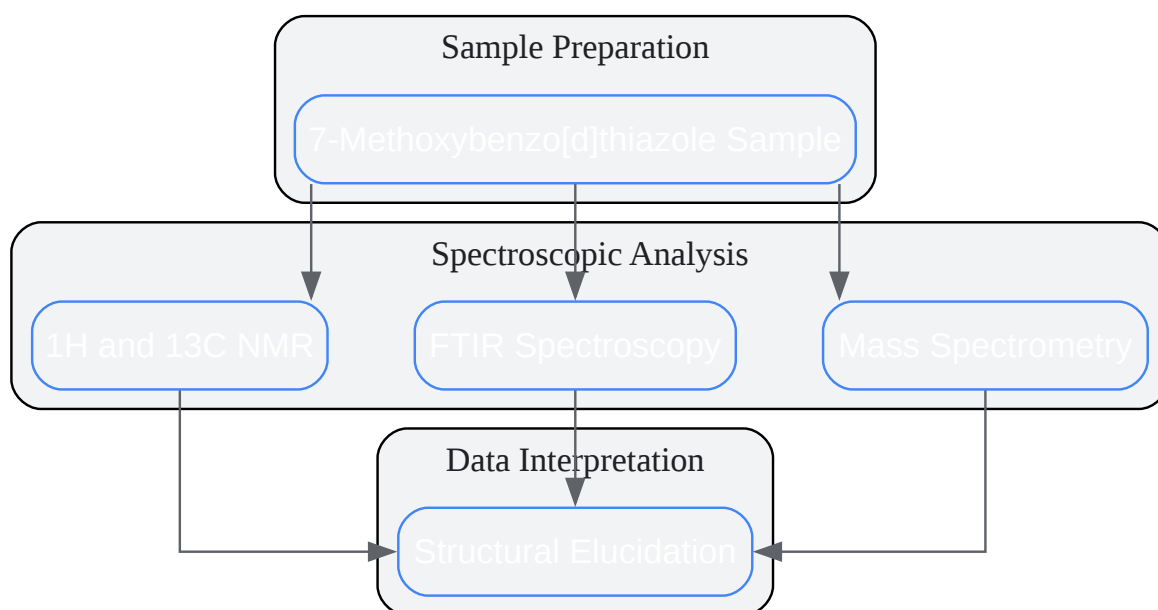 Sample Preparation
7-Methoxybenzo[d]thiazole Sample
Spectroscopic Analysis
1H and 13C NMR
FTIR Spectroscopy
Mass Spectrometry
Data Interpretation
Structural Elucidation